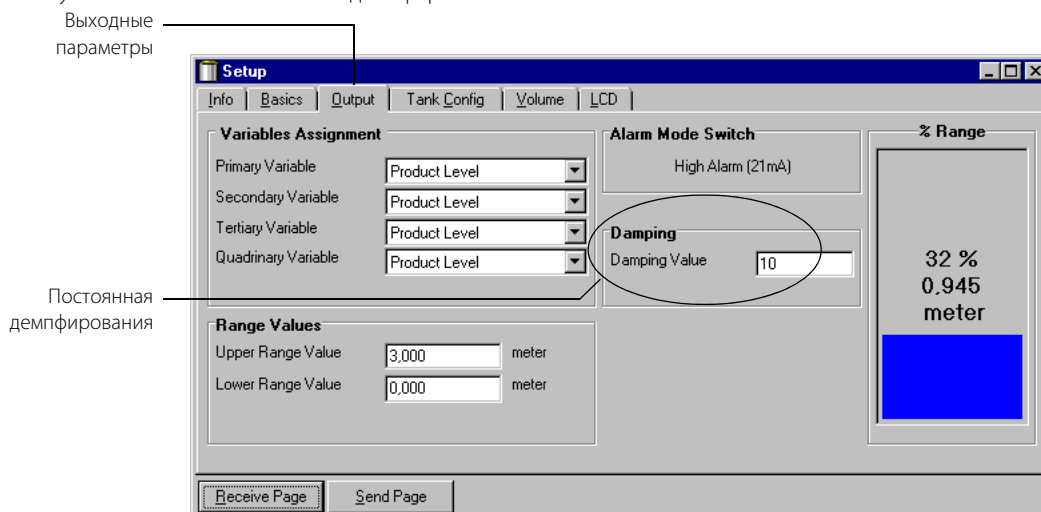 Выходные
параметры
Setup
Info Basics Output Tank Config Volume LCD
Variables Assignment
Primary Variable Product Level
Secondary Variable Product Level
Tertiary Variable Product Level
Quadrinary Variable Product Level
Alarm Mode Switch
High Alarm (21mA)
Damping
Damping Value 10
% Range
32 %
0,945
meter
Постоянная
демпфирования
Range Values
Upper Range Value 3,000 meter
Lower Range Value 0,000 meter
Receive Page Send Page